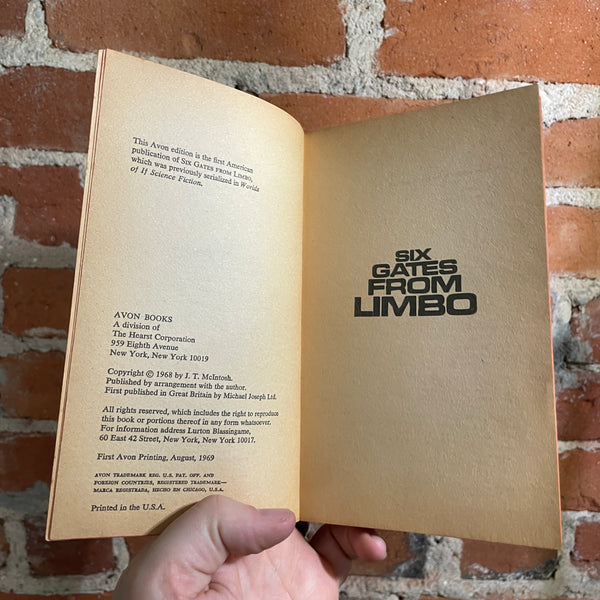 This Avon edition is the first American
publication of SIX GATES FROM LIMBO,
which was previously serialized in Worlds
of If Science Fiction.
AVON BOOKS
A division of
The Hearst Corporation
959 Eighth Avenue
New York, New York 10019
Copyright © 1968 by J. T. McIntosh.
Published by arrangement with the author.
First published in Great Britain by Michael Joseph Ltd.
All rights reserved, which includes the right to reproduce
this book or portions thereof in any form whatsoever.
For information address Lurton Blassingame,
60 East 42 Street, New York, New York 10017.
First Avon Printing, August, 1969
AVON TRADEMARK REG. U.S. PAT. OFF. AND
FOREIGN COUNTRIES, REGISTERED TRADEMARK—
MARCA REGISTRADA, HECHO EN CHICAGO, U.S.A.
Printed in the U.S.A.
SIX
GATES
FROM
LIMBO